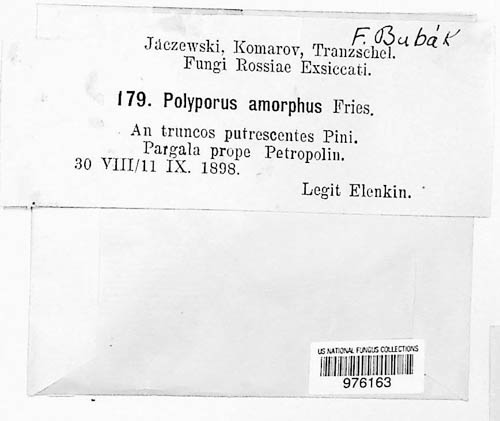 F. Bubák
Jaczewski, Komarov, Tranzschel.
Fungi Rossiae Exsiccati.
179. Polyporus amorphus Fries.
An truncos putrescentes Pini.
Pargala prope Petropolin.
30 VIII/11 IX. 1898.
Legit Elenkin.
US NATIONAL FUNGUS COLLECTIONS
976163